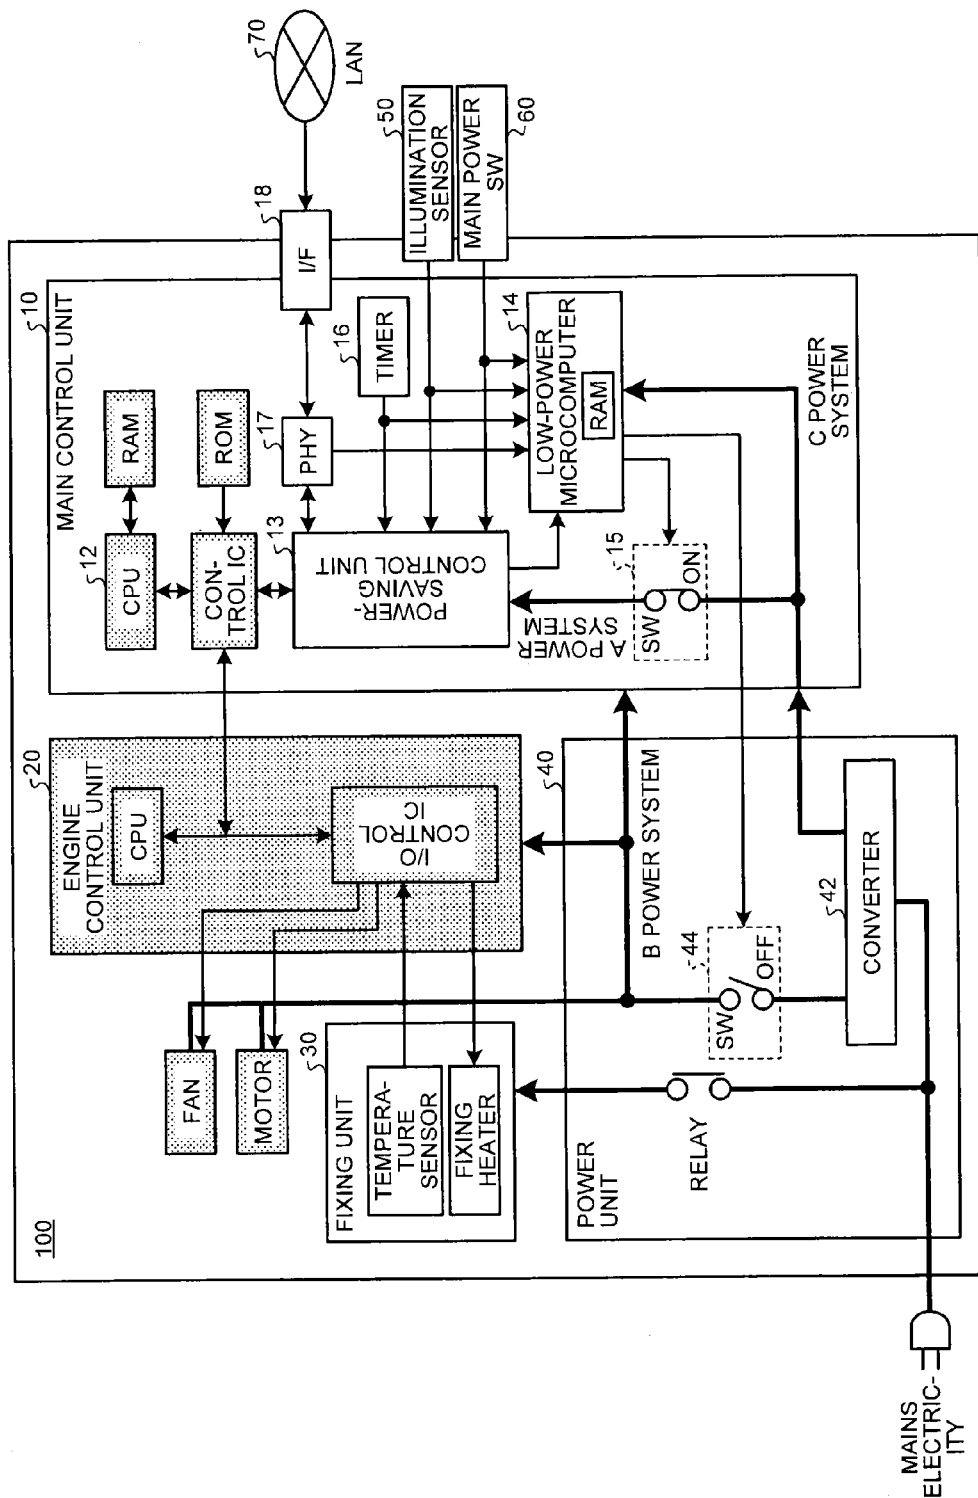 100
FAN
MOTOR
30
FIXING UNIT
TEMPERA-
TURE
SENSOR
FIXING
HEATER
POWER
UNIT
RELAY
MAINS
ELECTRIC-
ITY
20
ENGINE
CONTROL UNIT
CPU
I/O
CONTROL
IC
B POWER SYSTEM
40
44
SW
OFF
42
CONVERTER
10
MAIN CONTROL UNIT
12
CPU
RAM
CON-
TROL IC
ROM
13
POWER-
SAVING
CONTROL UNIT
17
PHY
16
TIMER
14
LOW-POWER
MICROCOMPUTER
RAM
A POWER
SYSTEM
15
SW
ON
C POWER
SYSTEM
18
I/F
70
LAN
50
ILLUMINATION
SENSOR
MAIN POWER
SW
60